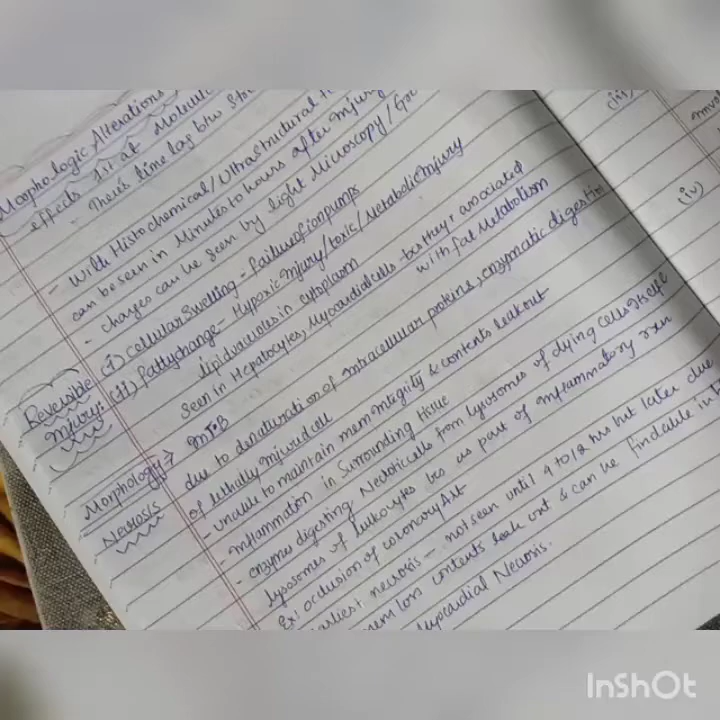 Morphologic Alterations
effects 1st at Molecul
- There's time lag b/w
- With Histochemical/Ultrastructural
can be seen in Minutes to hours after Injury
- changes can be seen by light Microscopy/
Reversible Injury:
(i) Cellular Swelling - Failure of ion pumps
(ii) Fatty change - Hypoxic Injury/toxic/Metabolic Injury
lipid vacuoles in cytoplasm
seen in Hepatocytes, Myocardial cells they r associated
with fat Metabolism
Morphology → Necrosis
due to denaturation of intracellular proteins, enzymatic digestion
of lethally injured cell
- unable to maintain mem integrity & contents leak out
- inflammation in Surrounding tissue
- enzymes digesting Necrotic cells from lysosomes of dying cells itself
lysosomes of leukocytes as part of inflammatory rxn
Ex: occlusion of coronary Art
earliest necrosis - not seen until 4 to 12 hrs but later due
mem loss contents leak out & can be findable in
Myocardial Necrosis.
(iii)
(iv)
InShOt